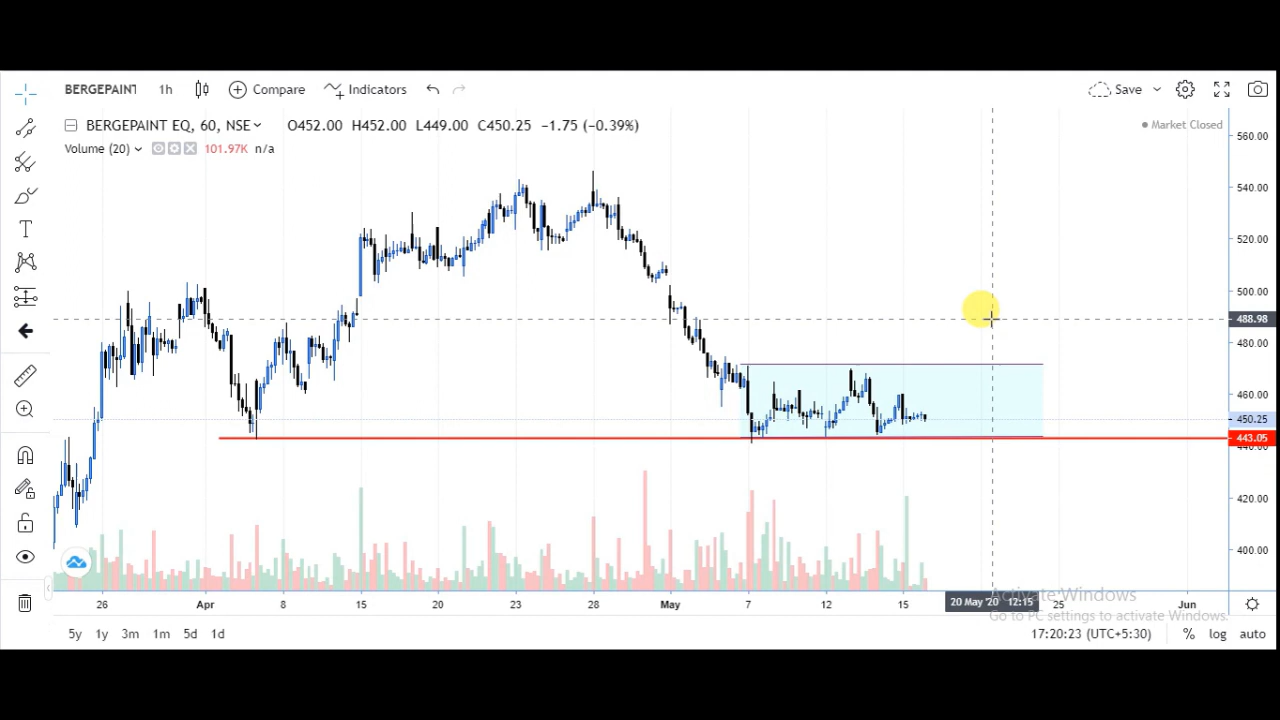 BERGEPAINT 1h Compare Indicators Save
BERGEPAINT EQ, 60, NSE O452.00 H452.00 L449.00 C450.25 −1.75 (−0.39%)
Market Closed
Volume (20) 101.97K n/a
560.00
540.00
520.00
500.00
488.98
480.00
460.00
450.25
443.05
440.00
420.00
400.00
26 Apr 8 15 20 23 28 May 7 12 15 20 May '20 12:15 25 Jun
Activate Windows
Go to PC settings to activate Windows.
5y 1y 3m 1m 5d 1d 17:20:23 (UTC+5:30) % log auto